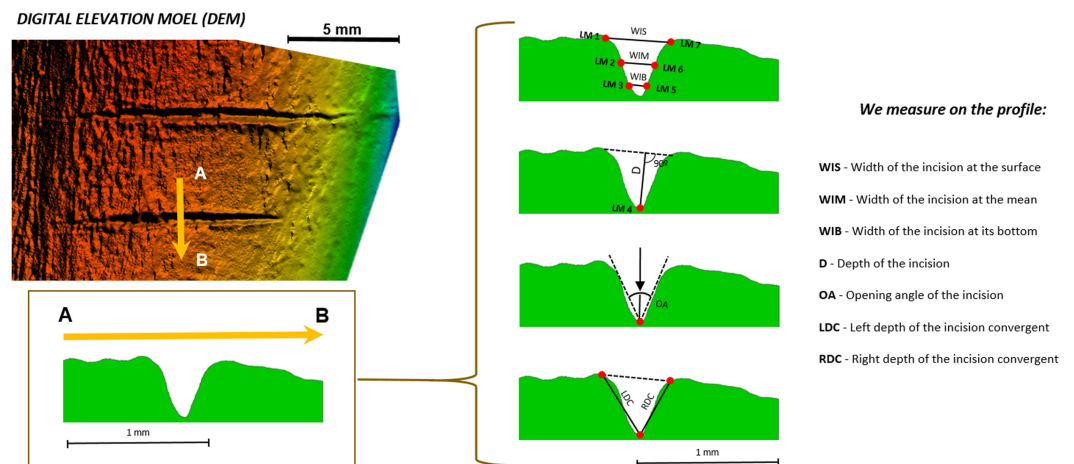 DIGITAL ELEVATION MOEL (DEM)
5 mm
A
B
A
B
1 mm
LM 1
WIS
LM 7
WIM
LM 2
LM 6
WIB
LM 3
LM 5
D
90º
LM 4
OA
LDC
RDC
1 mm
We measure on the profile:
WIS - Width of the incision at the surface
WIM - Width of the incision at the mean
WIB - Width of the incision at its bottom
D - Depth of the incision
OA - Opening angle of the incision
LDC - Left depth of the incision convergent
RDC - Right depth of the incision convergent